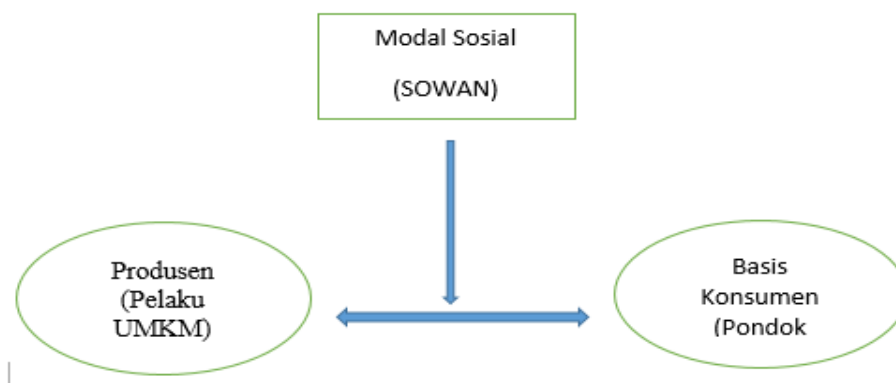 Modal Sosial
(SOWAN)
Produsen
(Pelaku
UMKM)
Basis
Konsumen
(Pondok